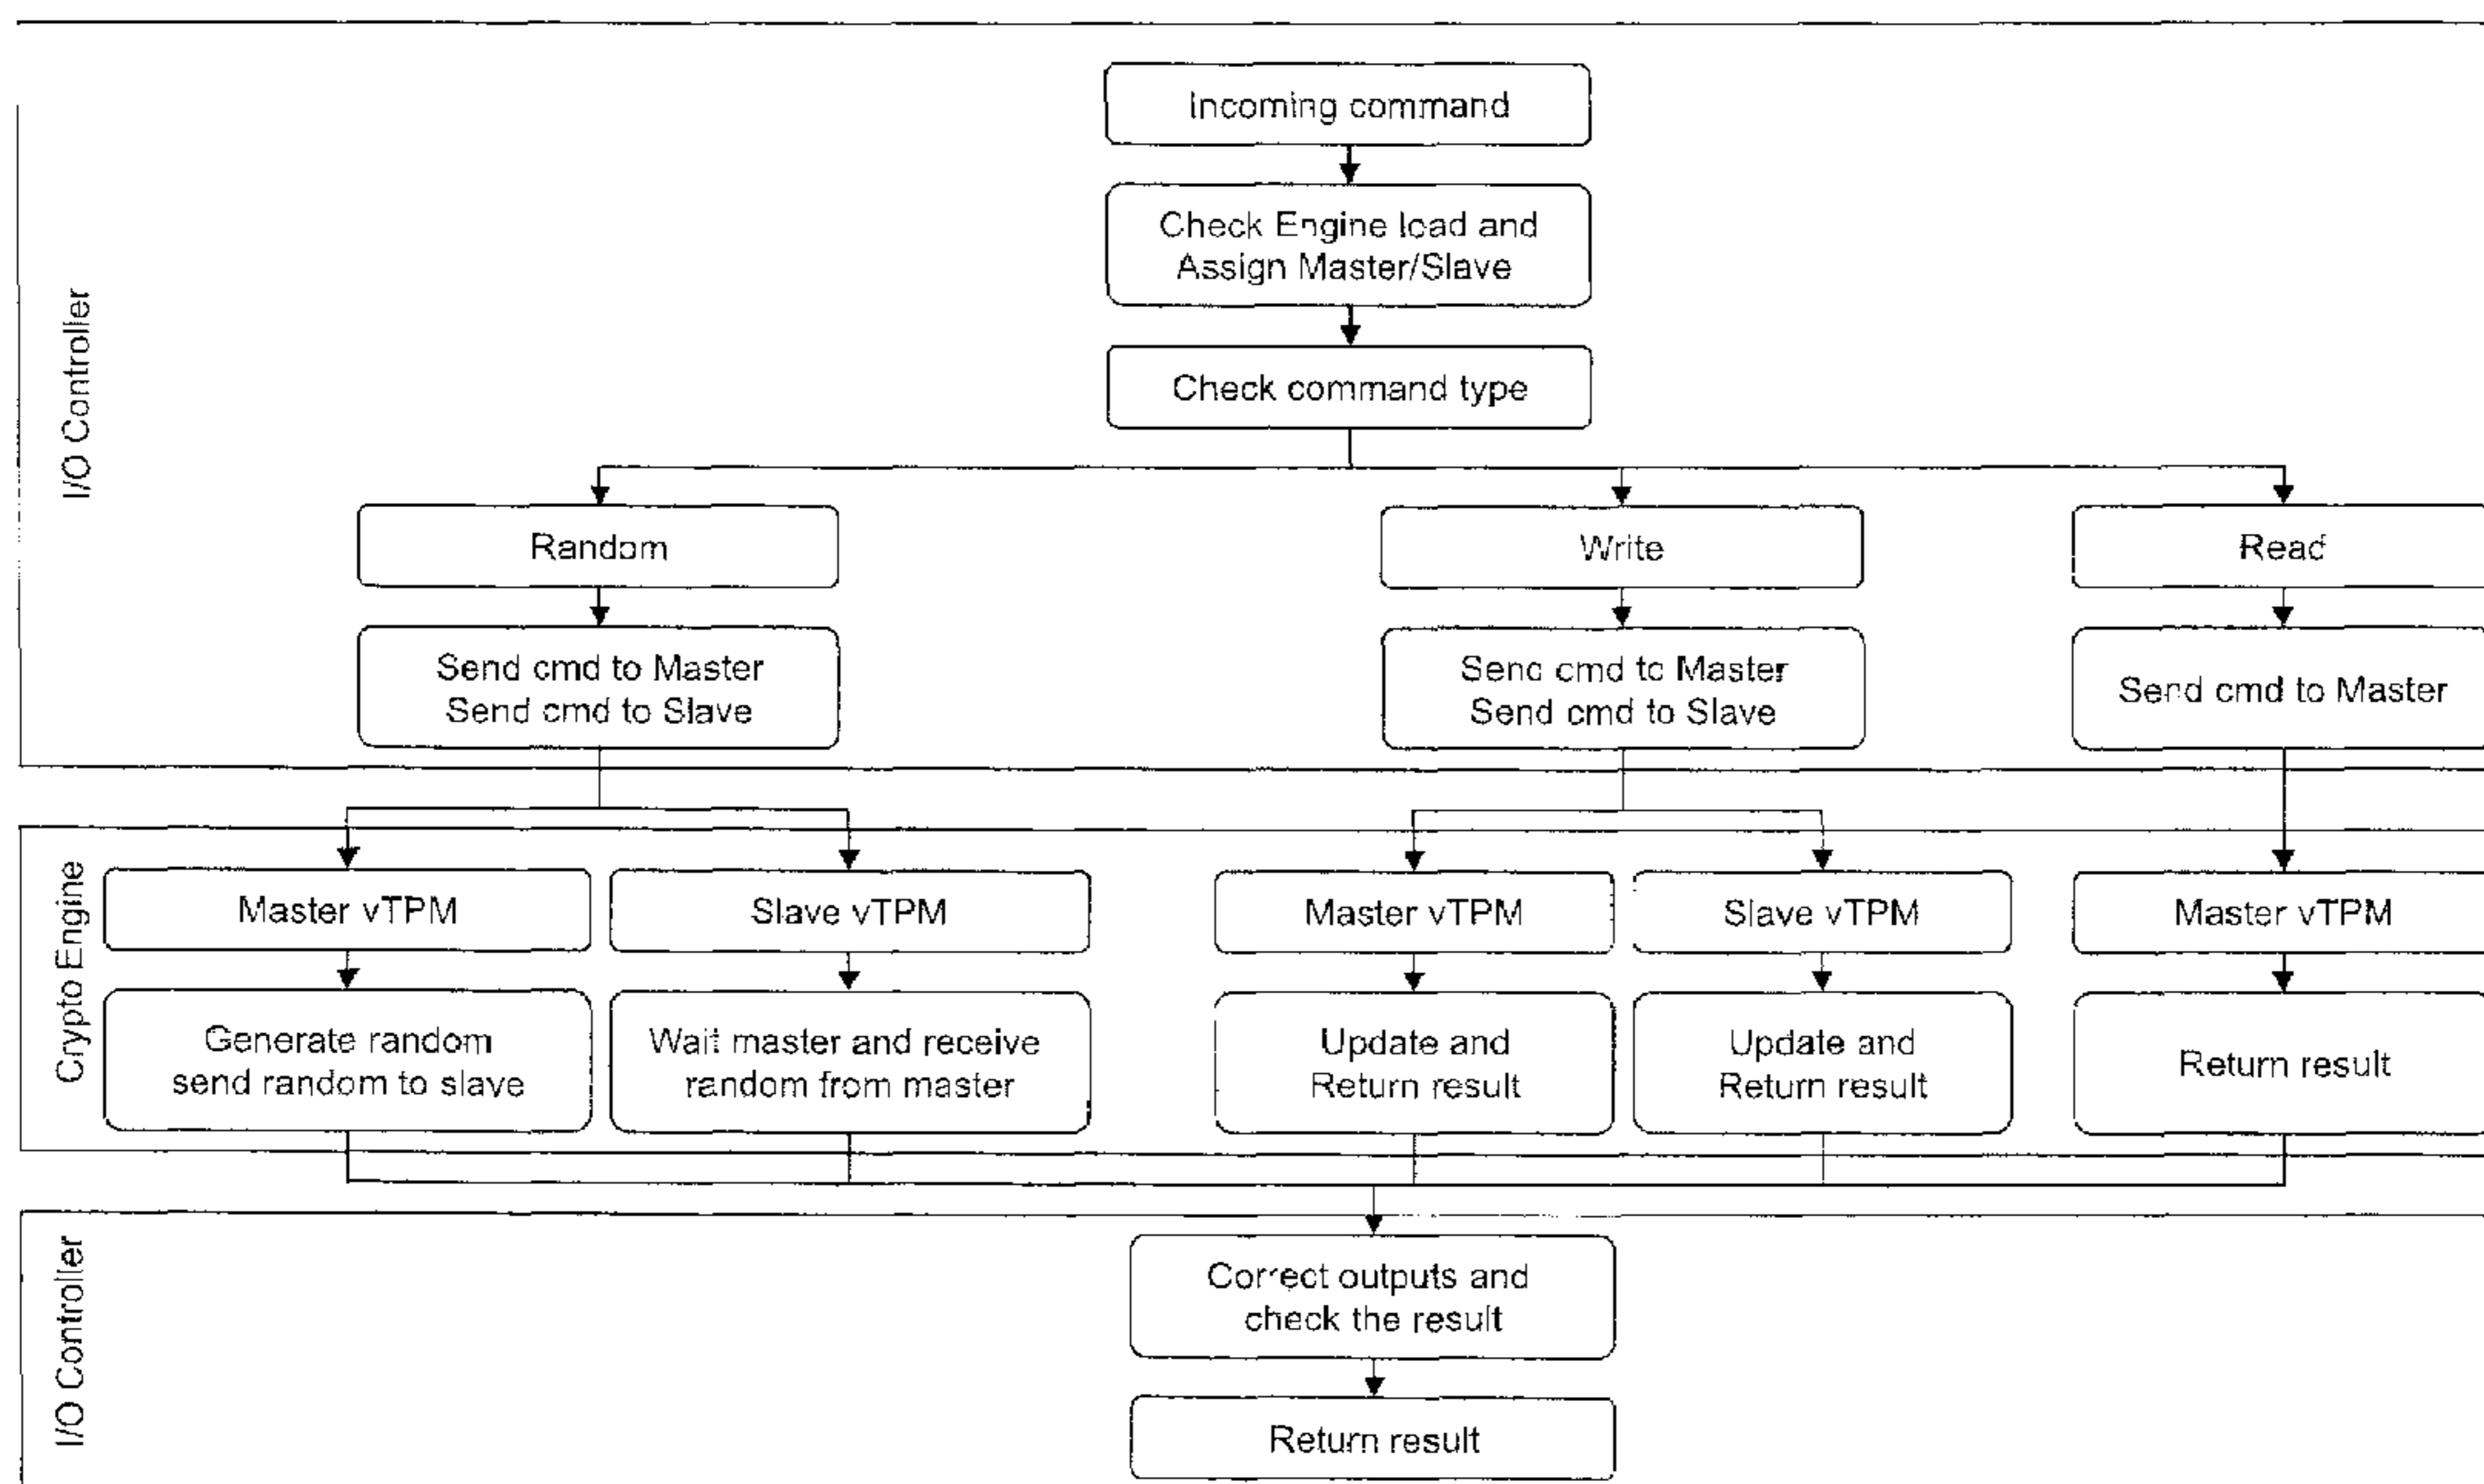 I/O Controller
Incoming command
Check Engine load and
Assign Master/Slave
Check command type
Random
Write
Read
Send cmd to Master
Send cmd to Slave
Send cmd to Master
Send cmd to Slave
Send cmd to Master
Crypto Engine
Master vTPM
Slave vTPM
Master vTPM
Slave vTPM
Master vTPM
Generate random
send random to slave
Wait master and receive
random from master
Update and
Return result
Update and
Return result
Return result
I/O Controller
Correct outputs and
check the result
Return result